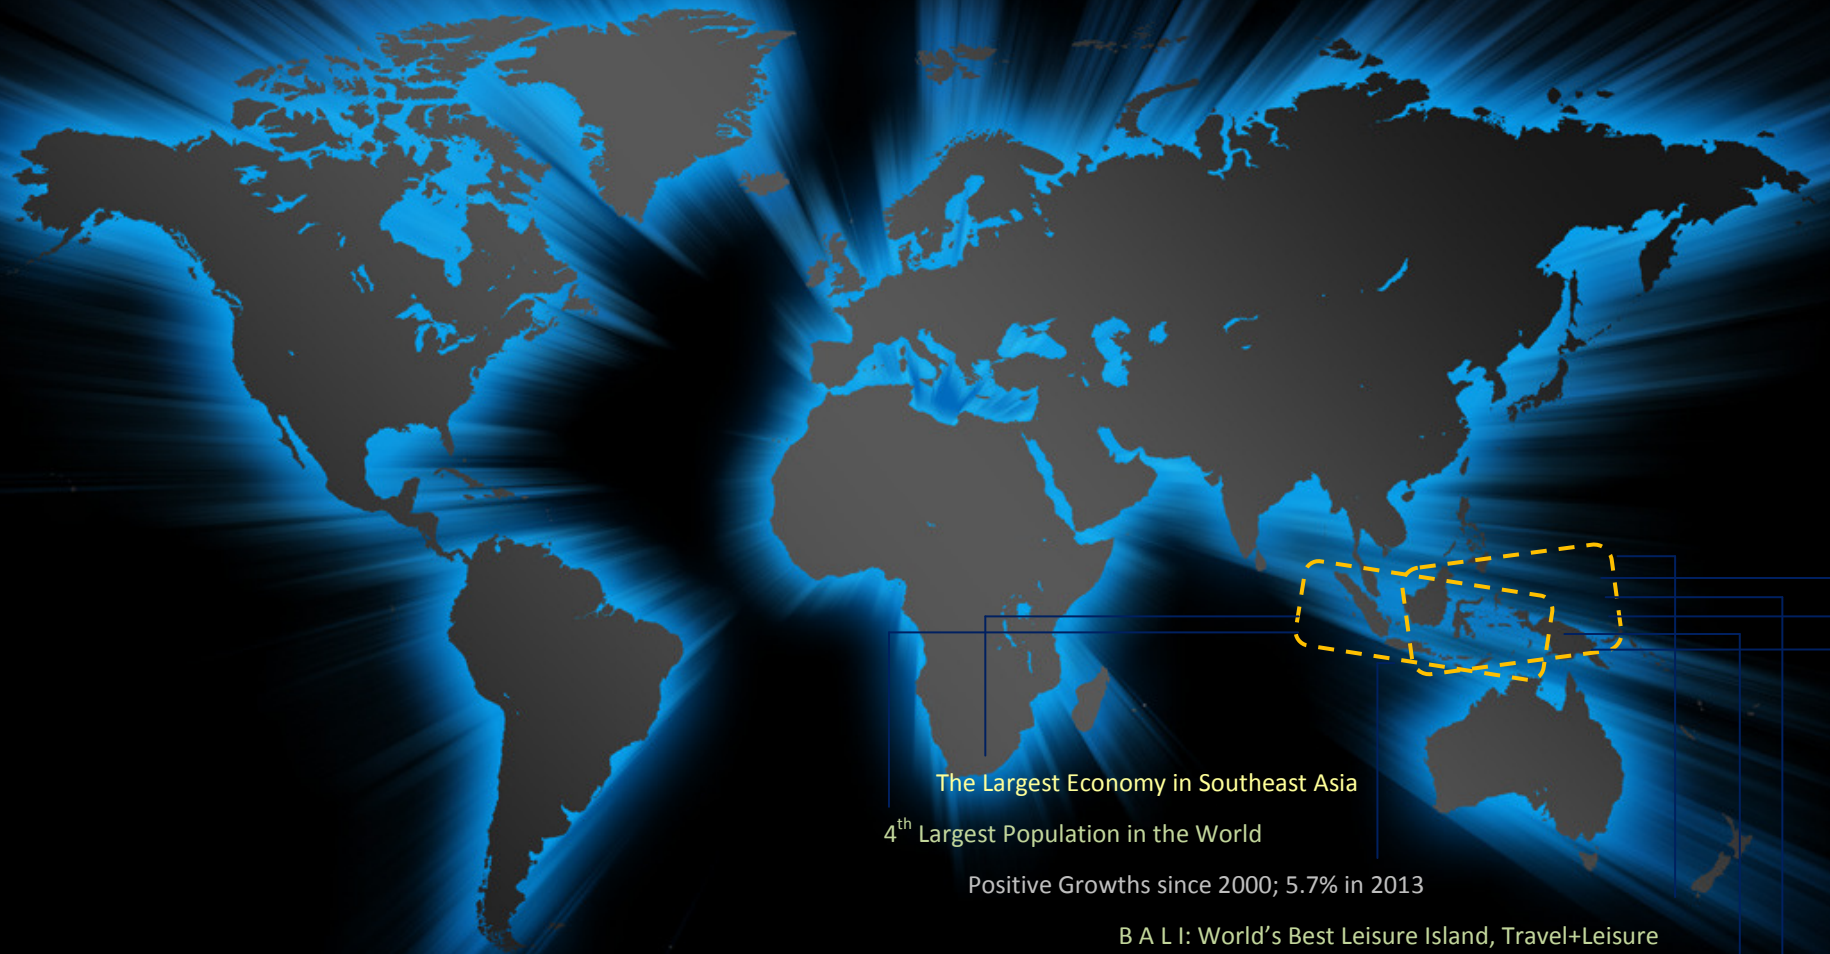 The Largest Economy in Southeast Asia
4th Largest Population in the World
Positive Growths since 2000; 5.7% in 2013
B A L I: World's Best Leisure Island, Travel+Leisure